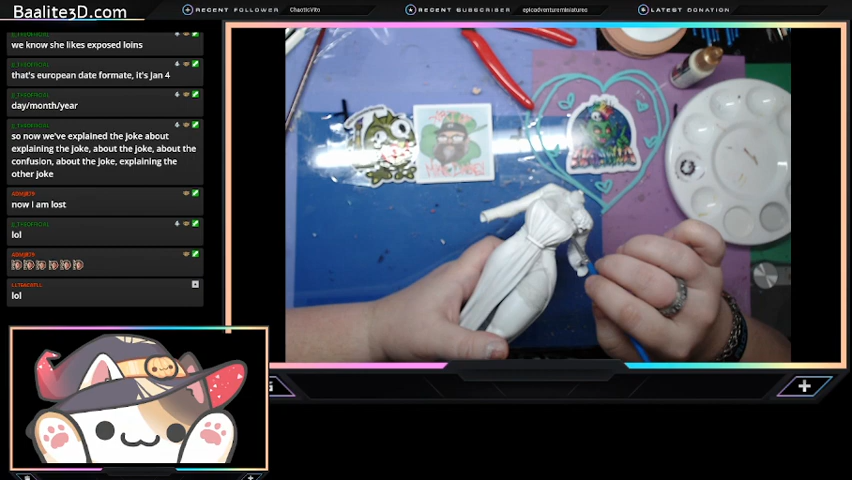 Baalite3D.com
RECENT FOLLOWER ChaoticVito
RECENT SUBSCRIBER epicadventureminiatures
LATEST DONATION
we know she likes exposed loins
that's european date formate, it's Jan 4
day/month/year
so now we've explained the joke about
explaining the joke, about the joke, about the
confusion, about the joke, explaining the
other joke
now I am lost
lol
lol